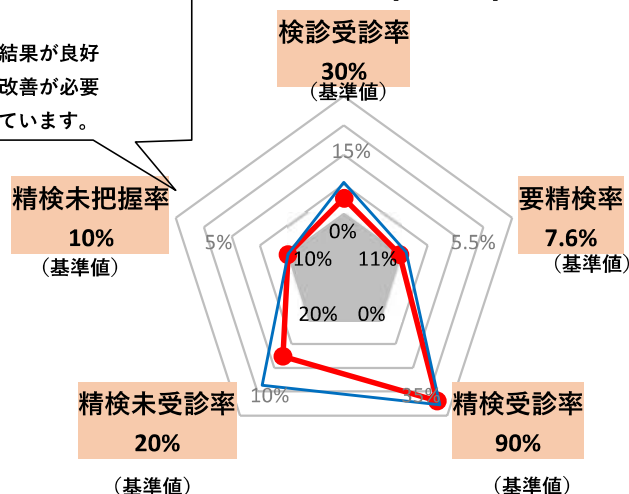 検診受診率
30%
（基準値）
結果が良好
改善が必要
ています。
15%
精検未把握率
10%
（基準値）
5%
要精検率
7.6%
（基準値）
5.5%
0%
10%
11%
20%
0%
10%
精検未受診率
20%
（基準値）
精検受診率
90%
（基準値）